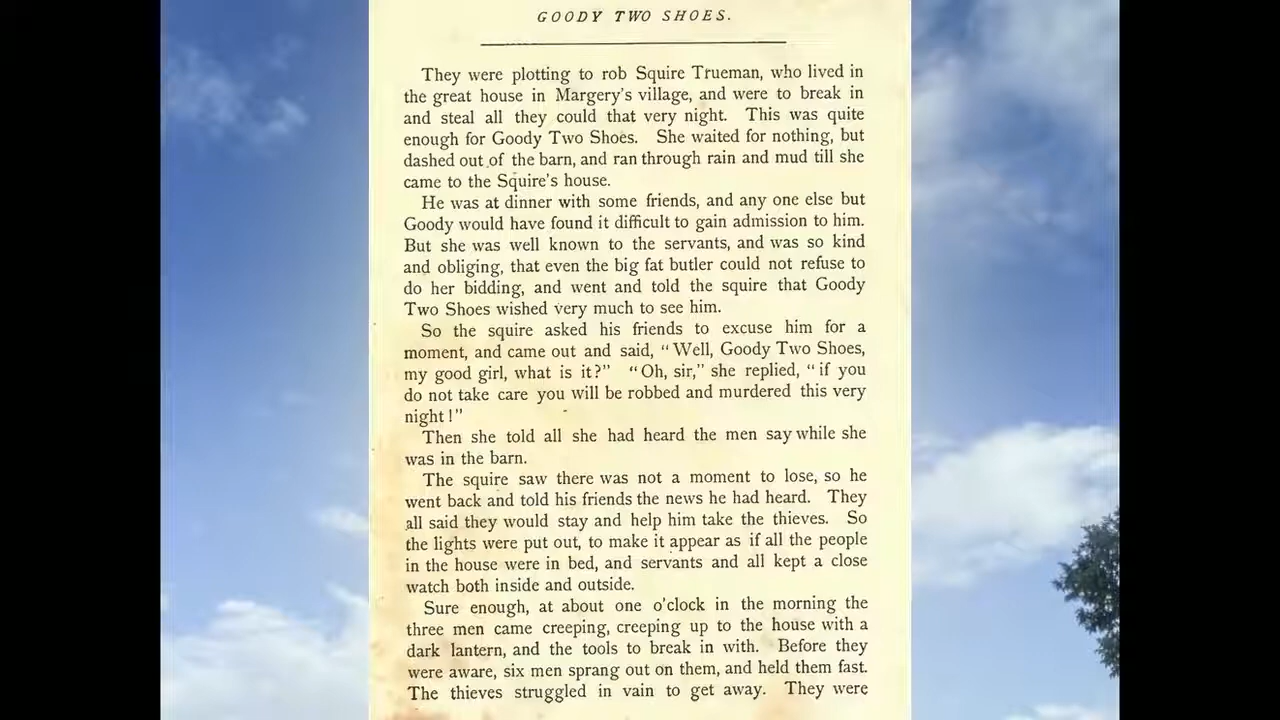 GOODY TWO SHOES.
They were plotting to rob Squire Trueman, who lived in
the great house in Margery's village, and were to break in
and steal all they could that very night. This was quite
enough for Goody Two Shoes. She waited for nothing, but
dashed out of the barn, and ran through rain and mud till she
came to the Squire's house.
He was at dinner with some friends, and any one else but
Goody would have found it difficult to gain admission to him.
But she was well known to the servants, and was so kind
and obliging, that even the big fat butler could not refuse to
do her bidding, and went and told the squire that Goody
Two Shoes wished very much to see him.
So the squire asked his friends to excuse him for a
moment, and came out and said, "Well, Goody Two Shoes,
my good girl, what is it?" "Oh, sir," she replied, "if you
do not take care you will be robbed and murdered this very
night!"
Then she told all she had heard the men say while she
was in the barn.
The squire saw there was not a moment to lose, so he
went back and told his friends the news he had heard. They
all said they would stay and help him take the thieves. So
the lights were put out, to make it appear as if all the people
in the house were in bed, and servants and all kept a close
watch both inside and outside.
Sure enough, at about one o'clock in the morning the
three men came creeping, creeping up to the house with a
dark lantern, and the tools to break in with. Before they
were aware, six men sprang out on them, and held them fast.
The thieves struggled in vain to get away. They were